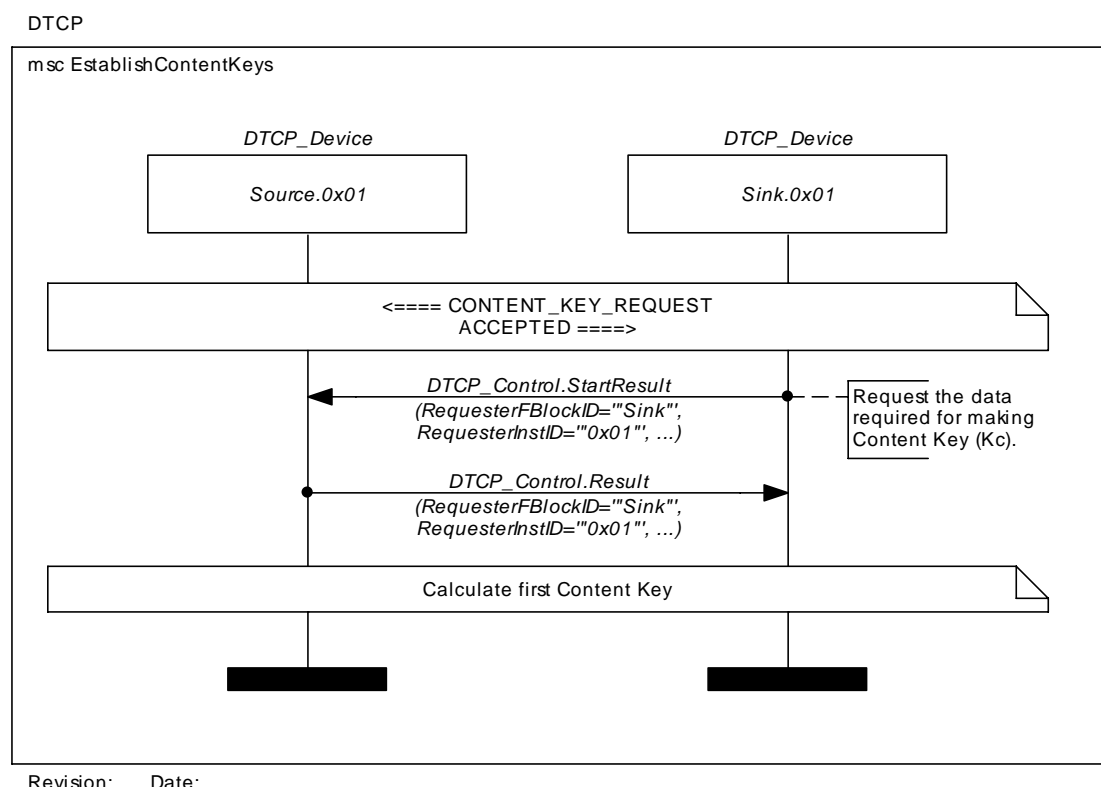 DTCP
msc EstablishContentKeys
DTCP_Device
DTCP_Device
Source.0x01
Sink.0x01
<==== CONTENT_KEY_REQUEST
ACCEPTED ====>
DTCP_Control.StartResult
(RequesterFBlockID='"Sink"',
RequesterInstID='"0x01"', ...)
Request the data
required for making
Content Key (Kc).
DTCP_Control.Result
(RequesterFBlockID='"Sink"',
RequesterInstID='"0x01"', ...)
Calculate first Content Key
Revision: Date: